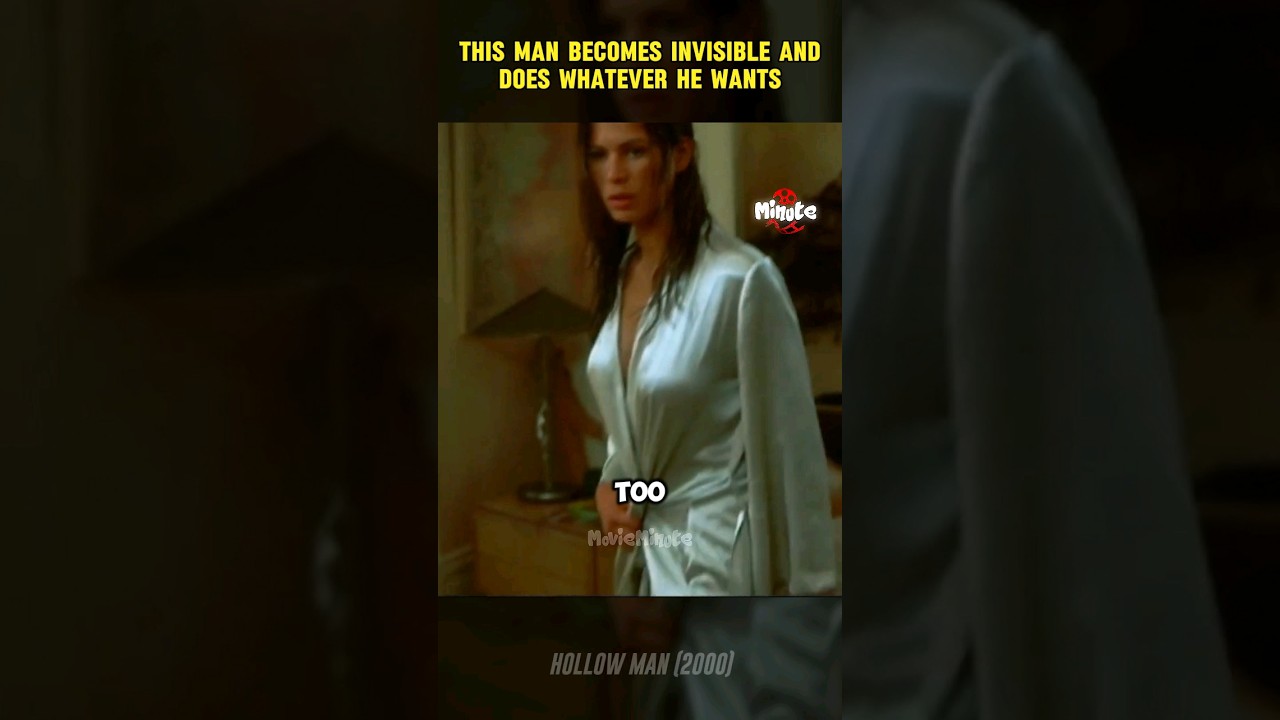 THIS MAN BECOMES INVISIBLE AND
DOES WHATEVER HE WANTS
Minute
TOO
MovieMinute
HOLLOW MAN (2000)